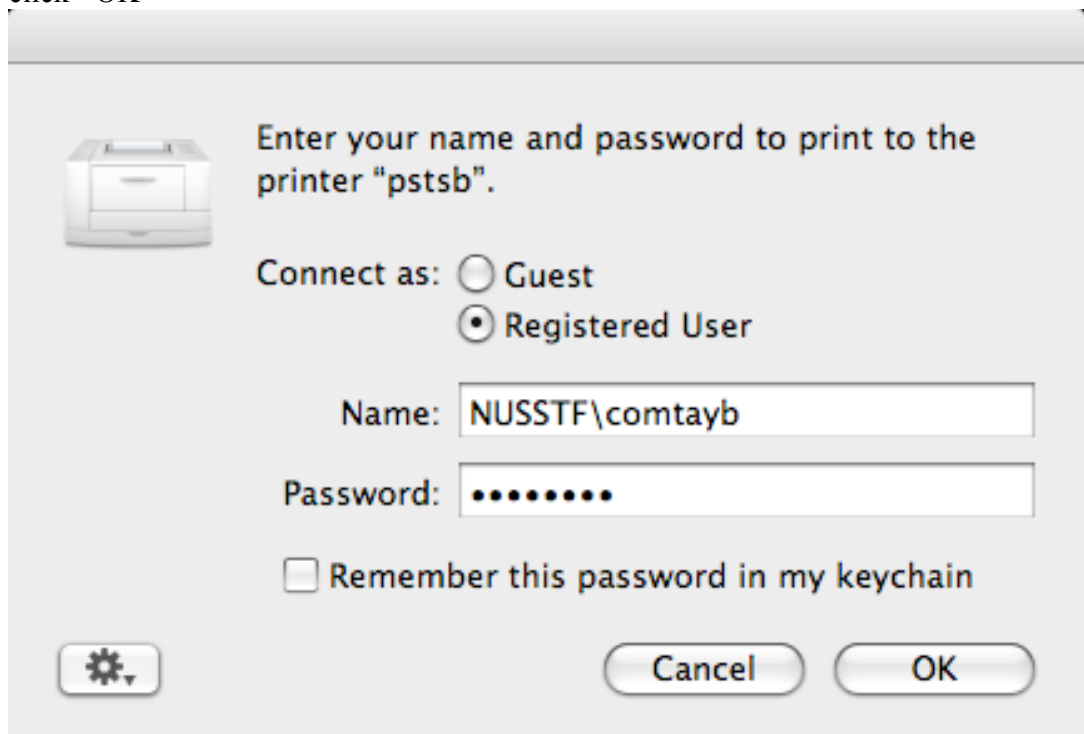 Enter your name and password to print to the
printer “pstsb”.
Connect as: Guest
Registered User
Name: NUSSTF\comtayb
Password: ••••••••
Remember this password in my keychain
Cancel OK